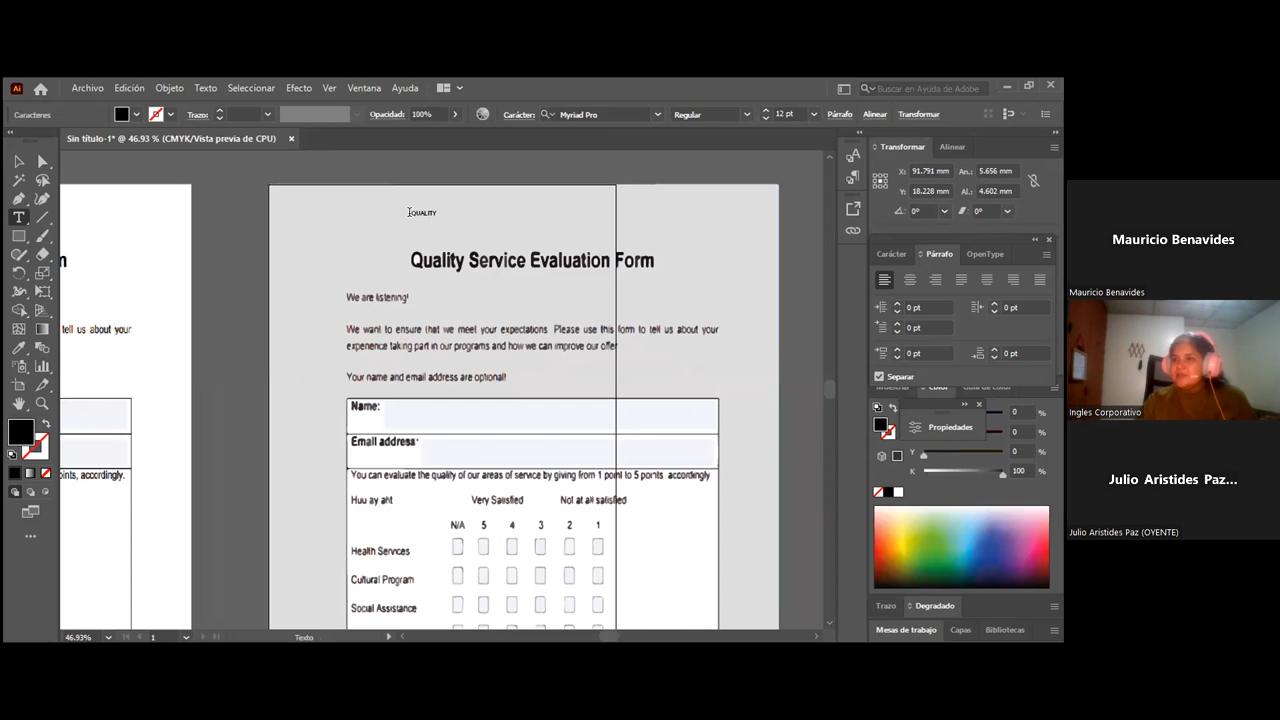 Ai
Archivo Edición Objeto Texto Seleccionar Efecto Ver Ventana Ayuda
Buscar en Ayuda de Adobe
Caracteres Trazo: Opacidad: 100% Carácter: Myriad Pro Regular 12 pt Párrafo Alinear Transformar
Sin título-1* @ 46.93 % (CMYK/Vista previa de CPU)
QUALITY
Quality Service Evaluation Form
m
We are listening!
tell us about your
We want to ensure that we meet your expectations. Please use this form to tell us about your
experience taking part in our programs and how we can improve our offer
Your name and email address are optional!
Name:
Email address*
oints, accordingly.
You can evaluate the quality of our areas of service by giving from 1 point to 5 points accordingly
Huu ay aht Very Satisfied Not at all satisfied
N/A 5 4 3 2 1
Health Services
Cultural Program
Social Assistance
46.93% 1 Texto
Transformar Alinear
X: 91.791 mm An.: 5.656 mm
Y: 18.228 mm Al.: 4.602 mm
0° 0°
Carácter Párrafo OpenType
0 pt 0 pt
0 pt
0 pt 0 pt
Separar
Color
Propiedades
0 %
0 %
Y 0 %
K 100 %
Trazo Degradado
Mesas de trabajo Capas Bibliotecas
Mauricio Benavides
Mauricio Benavides
Ingles Corporativo
Julio Aristides Paz...
Julio Aristides Paz (OYENTE)